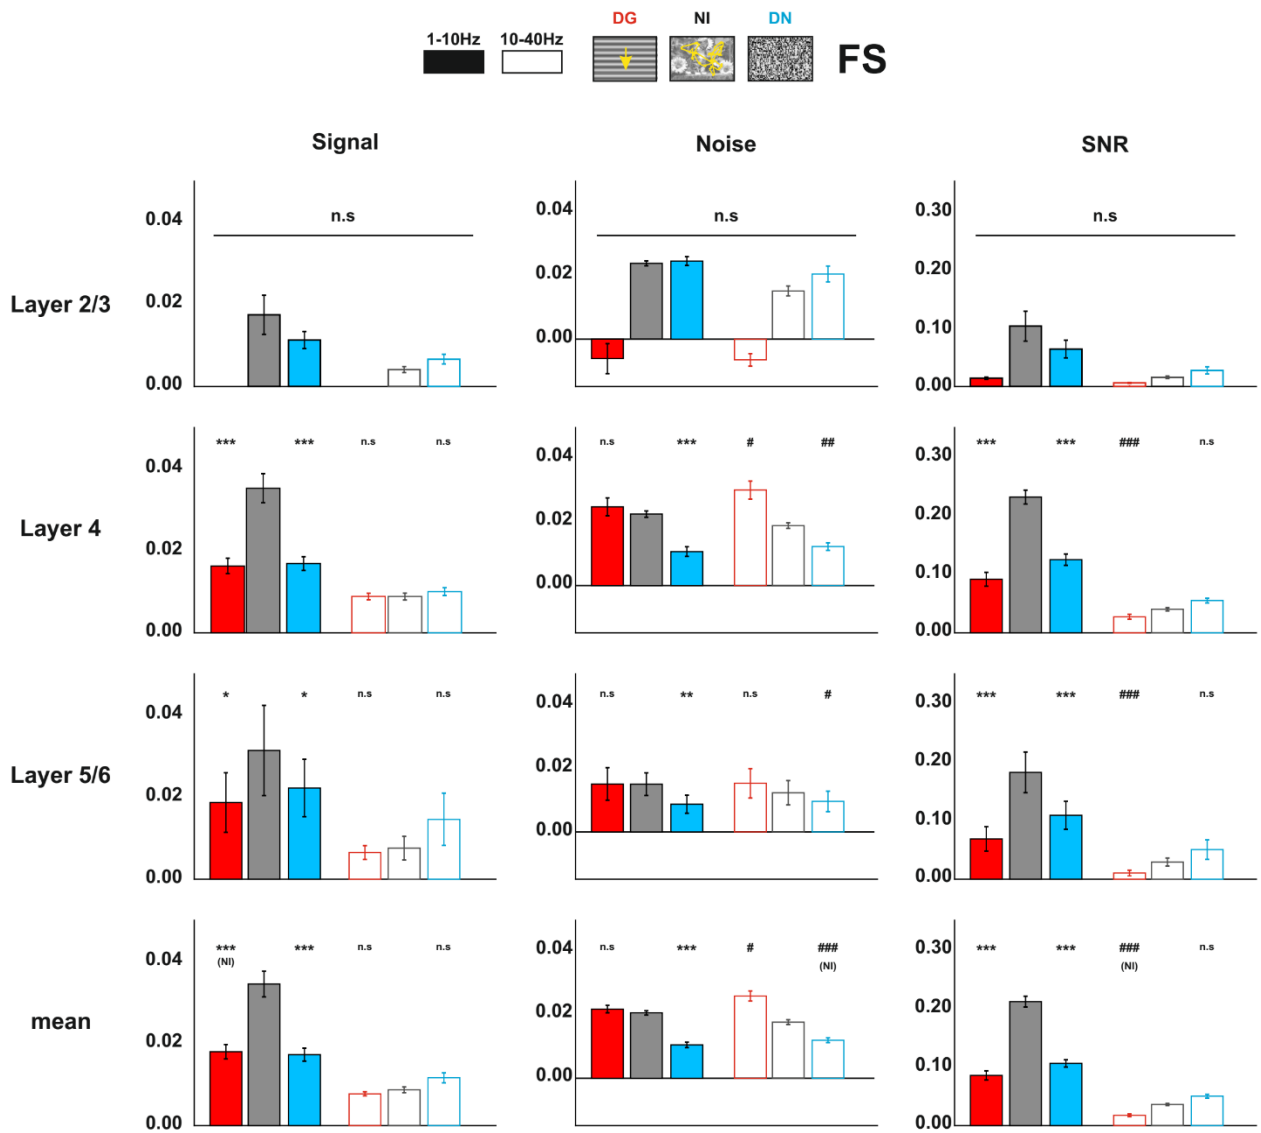 DG NI DN
1-10Hz 10-40Hz FS
Signal Noise SNR
Layer 2/3
0.04
0.02
0.00
n.s
0.04
0.02
0.00
n.s
0.30
0.20
0.10
0.00
n.s
Layer 4
0.04
0.02
0.00
*** *** n.s n.s
0.04
0.02
0.00
n.s *** # ##
0.30
0.20
0.10
0.00
*** *** ### n.s
Layer 5/6
0.04
0.02
0.00
* * n.s n.s
0.04
0.02
0.00
n.s ** n.s #
0.30
0.20
0.10
0.00
*** *** ### n.s
mean
0.04
0.02
0.00
*** *** n.s n.s
(NI)
0.04
0.02
0.00
n.s *** # ###
(NI)
0.30
0.20
0.10
0.00
*** *** ### n.s
(NI)